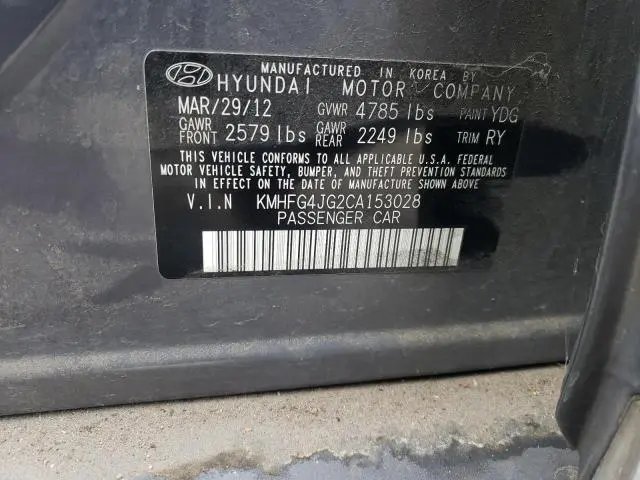 MANUFACTURED IN KOREA BY
HYUNDAI MOTOR COMPANY
MAR/29/12 GVWR 4785 lbs PAINT YDG
GAWR FRONT 2579 lbs GAWR REAR 2249 lbs TRIM RY
THIS VEHICLE CONFORMS TO ALL APPLICABLE U.S.A. FEDERAL
MOTOR VEHICLE SAFETY, BUMPER, AND THEFT PREVENTION STANDARDS
IN EFFECT ON THE DATE OF MANUFACTURE SHOWN ABOVE.
V.I.N KMHFG4JG2CA153028
PASSENGER CAR